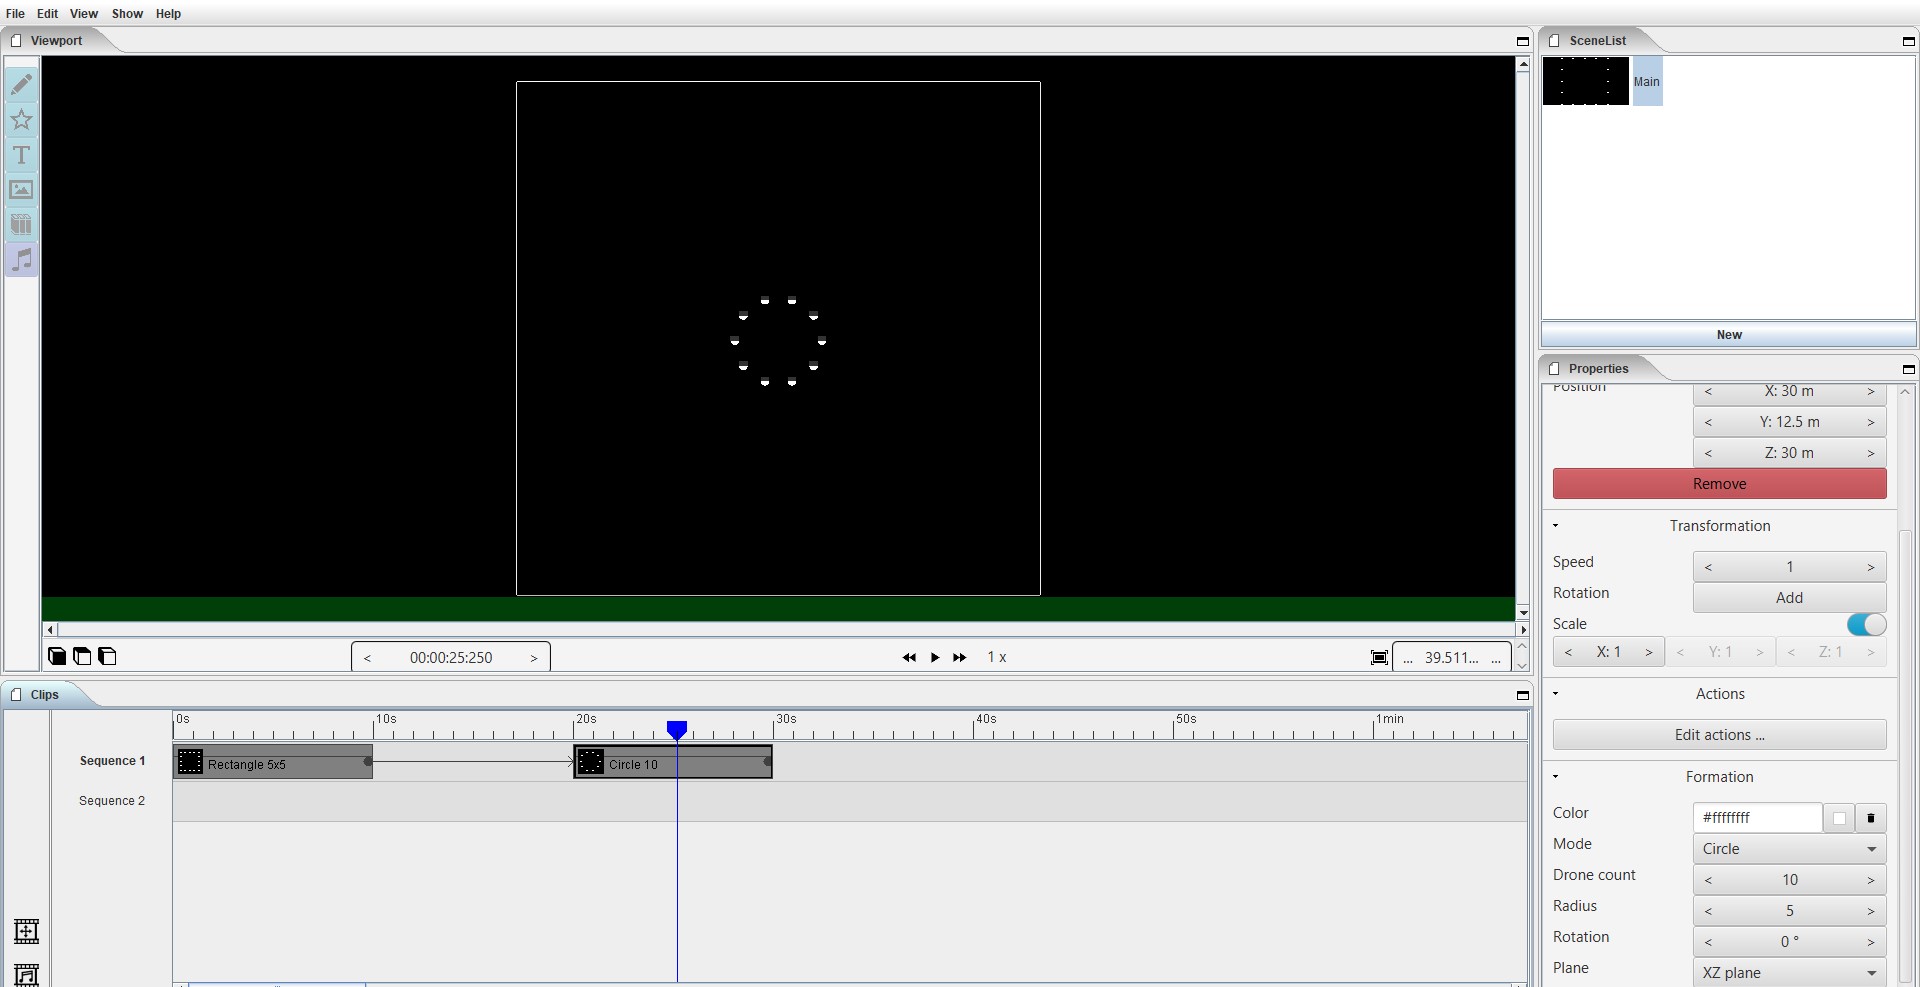 File Edit View Show Help
Viewport
T
< 00:00:25:250 >
1 x
... 39.511... ...
SceneList
Main
New
Properties
Position
< X: 30 m >
< Y: 12.5 m >
< Z: 30 m >
Remove
Transformation
Speed < 1 >
Rotation Add
Scale
< X: 1 > < Y: 1 > < Z: 1 >
Actions
Edit actions ...
Formation
Color #ffffffff
Mode Circle
Drone count < 10 >
Radius < 5 >
Rotation < 0 ° >
Plane XZ plane
Clips
0s 10s 20s 30s 40s 50s 1min
Sequence 1 Rectangle 5x5 Circle 10
Sequence 2